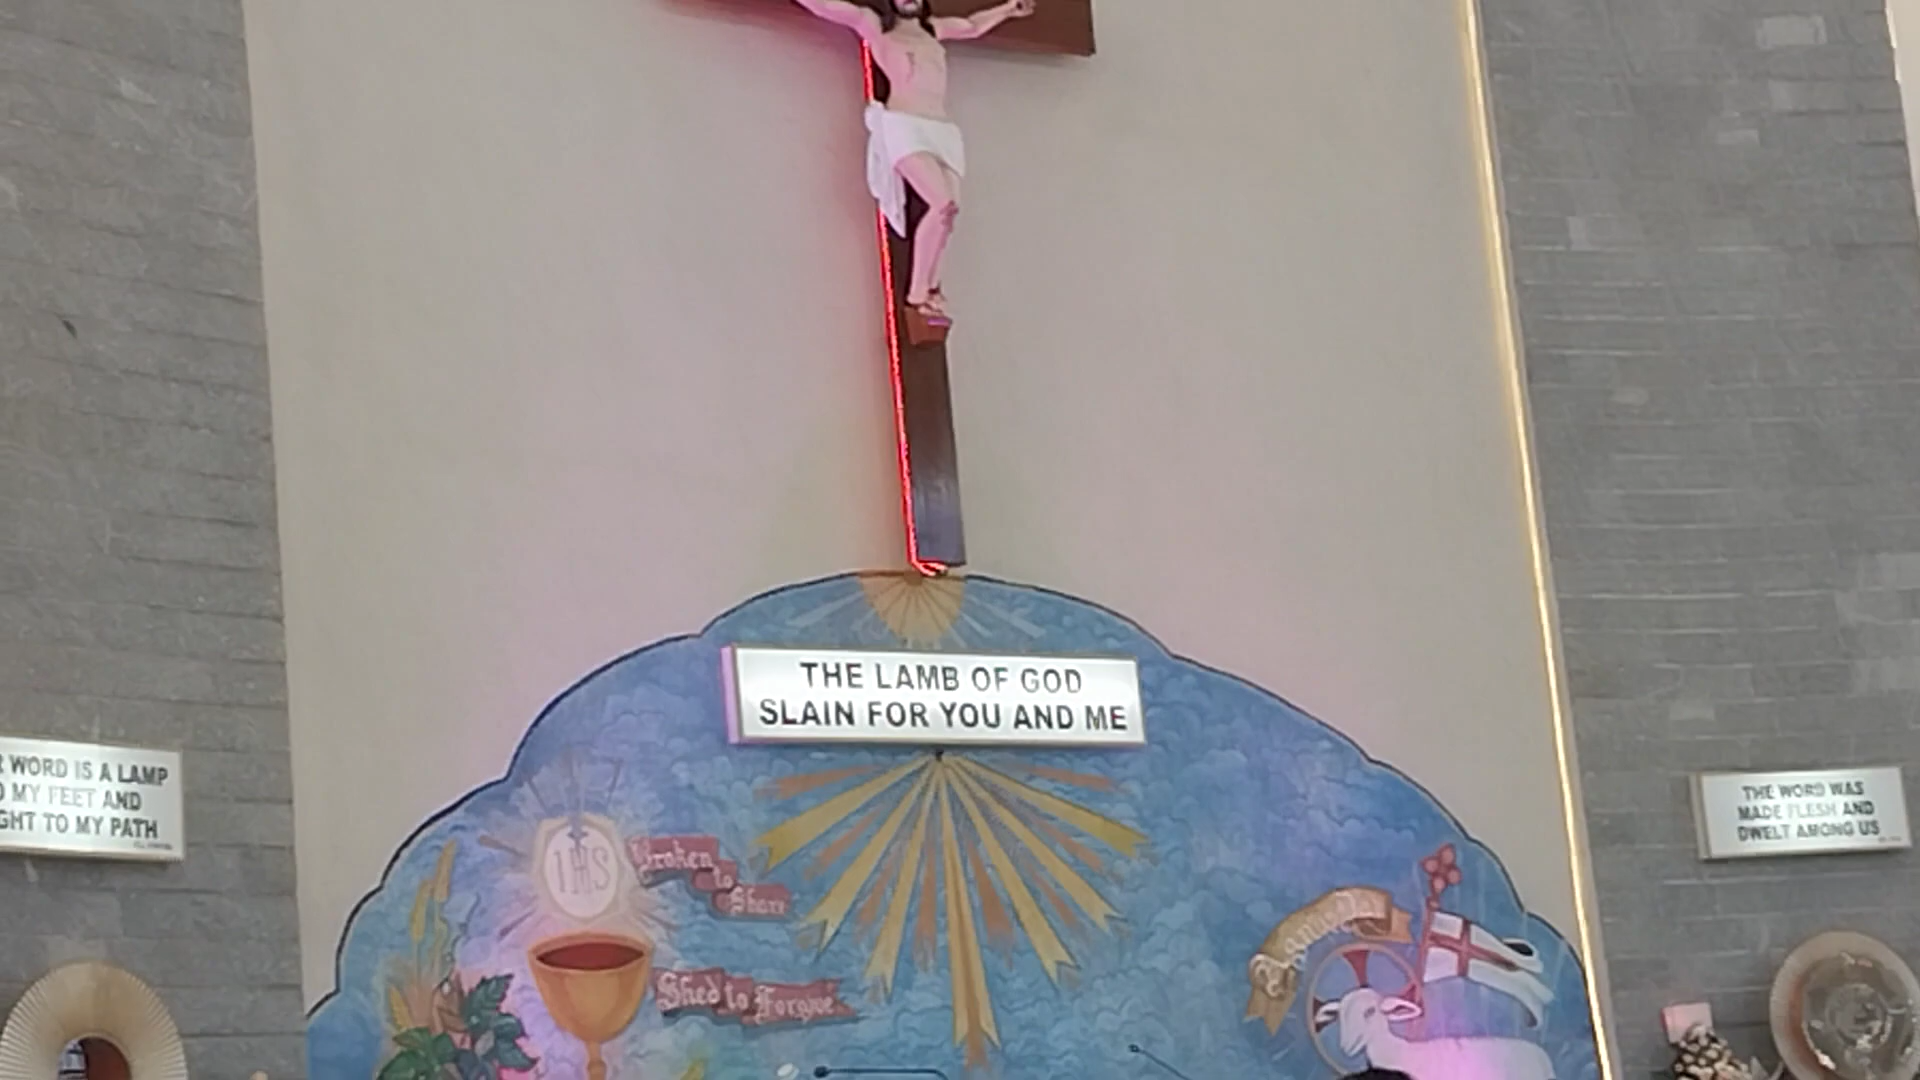 THE LAMB OF GOD
SLAIN FOR YOU AND ME
WORD IS A LAMP
MY FEET AND
TO MY PATH
THE WORD WAS
MADE FLESH AND
DWELT AMONG US
IHS
Broken
to
Share
Shed to Forgive